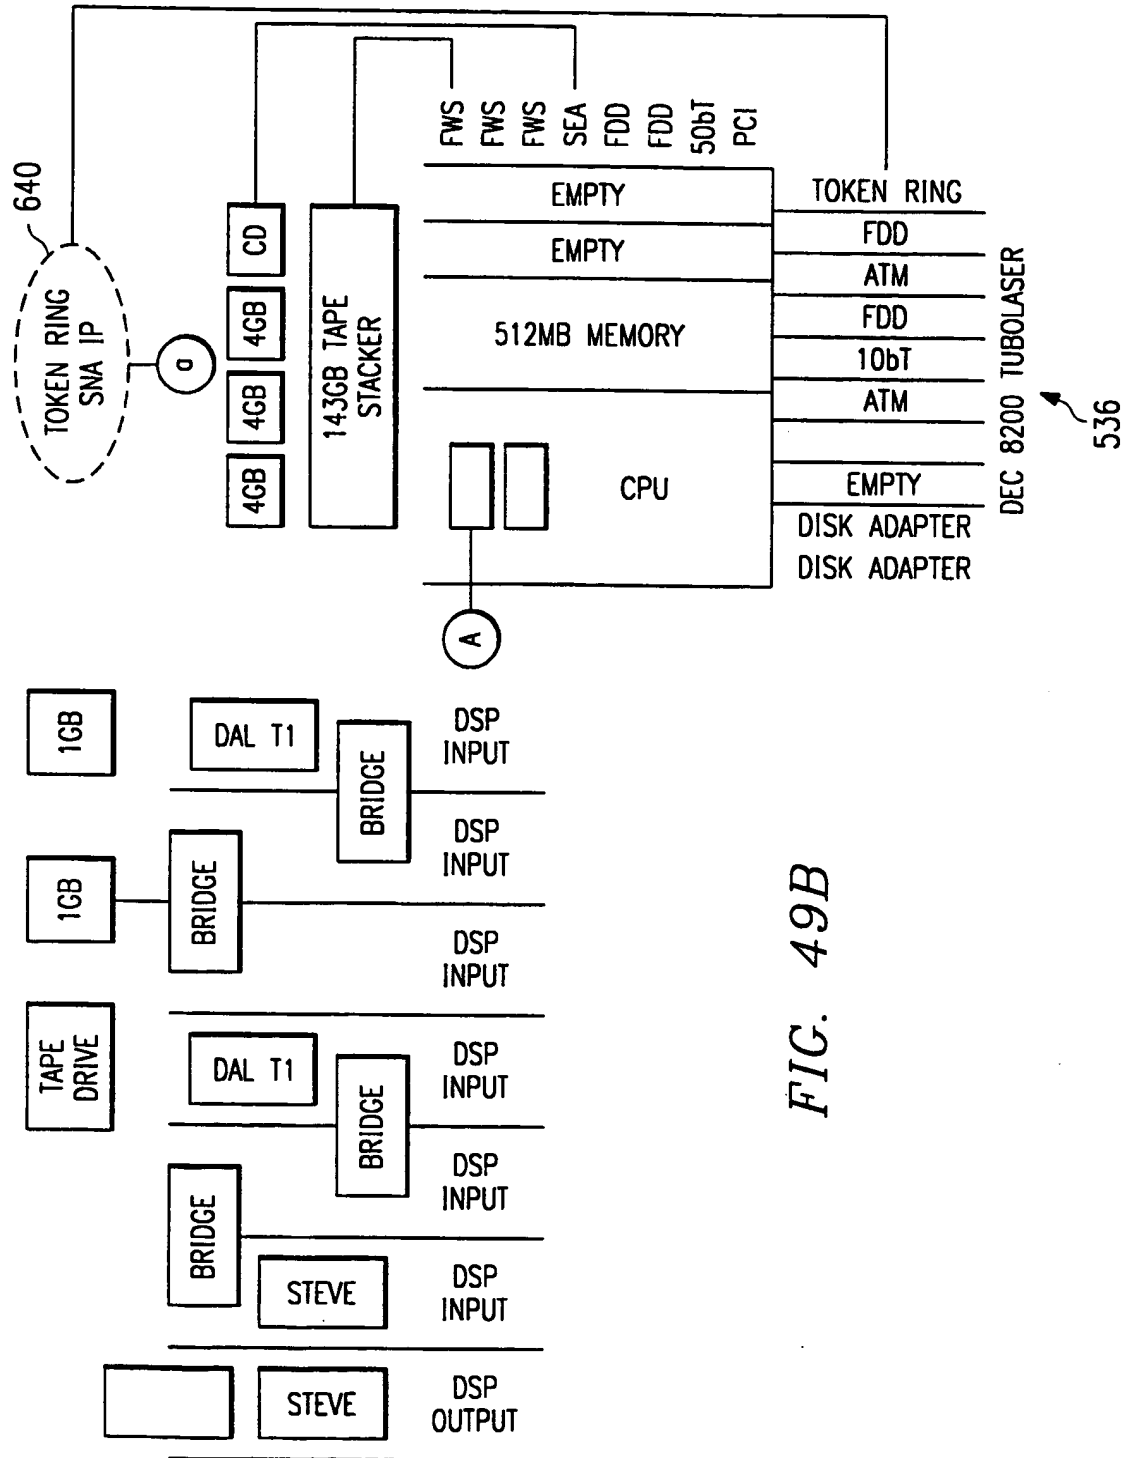 TOKEN RING
SNA IP
640
a
4GB
4GB
4GB
CD
143GB TAPE
STACKER
FWS
FWS
FWS
SEA
FDD
FDD
50bT
PCI
EMPTY
EMPTY
512MB MEMORY
CPU
A
TOKEN RING
FDD
ATM
FDD
10bT
ATM
EMPTY
DISK ADAPTER
DISK ADAPTER
DEC 8200 TUBOLASER
536
TAPE
DRIVE
1GB
1GB
BRIDGE
BRIDGE
DAL T1
DAL T1
STEVE
STEVE
BRIDGE
BRIDGE
DSP
OUTPUT
DSP
INPUT
DSP
INPUT
DSP
INPUT
DSP
INPUT
DSP
INPUT
DSP
INPUT
FIG. 49B